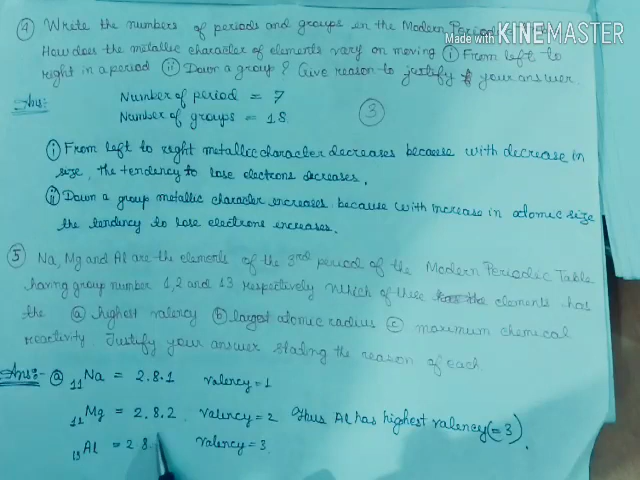 ④ Write the numbers of periods and groups in the Modern Periodic
Made with KINEMASTER
How does the metallic character of elements vary on moving ⓘ From left to
right in a period ⓘⓘ Down a group? Give reason to justify your answer.
Ans:
Number of period = 7
Number of groups = 18
③
ⓘ From left to right metallic character decreases because with decrease in
size, the tendency to lose electrons decreases.
ⓘⓘ Down a group metallic character increases because with increase in atomic size
the tendency to lose electrons increases.
⑤ Na, Mg and Al are the elements of the 3rd period of the Modern Periodic Table
having group number 1,2 and 13 respectively which of these elements has
the ⓐ highest valency ⓑ largest atomic radius ⓒ maximum chemical
reactivity. Justify your answer stating the reason of each
Ans:- ⓐ ₁₁Na = 2.8.1 valency = 1
₁₂Mg = 2.8.2 valency = 2 Thus Al has highest valency (= 3).
₁₃Al = 2 8. valency = 3